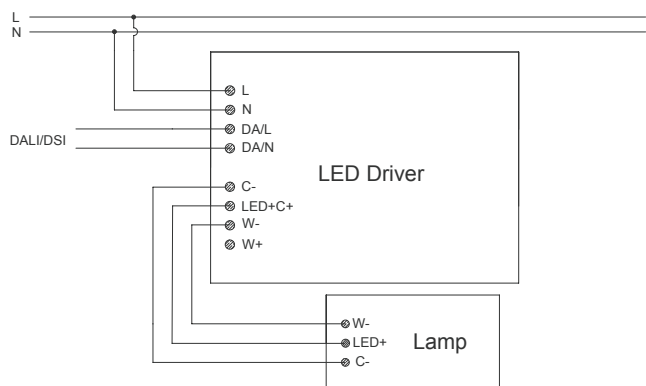 L
N
L
N
DA/L
DALI/DSI
DA/N
LED Driver
C-
LED+C+
W-
W+
W-
LED+
Lamp
C-